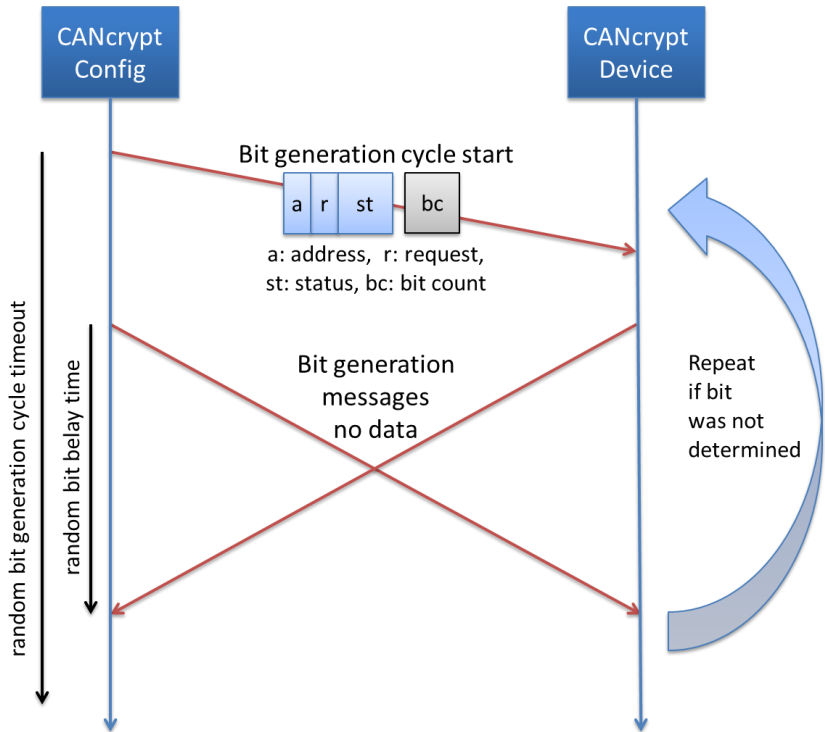 CANcrypt
Config
CANcrypt
Device
Bit generation cycle start
a r st bc
a: address, r: request,
st: status, bc: bit count
random bit generation cycle timeout
random bit belay time
Bit generation
messages
no data
Repeat
if bit
was not
determined